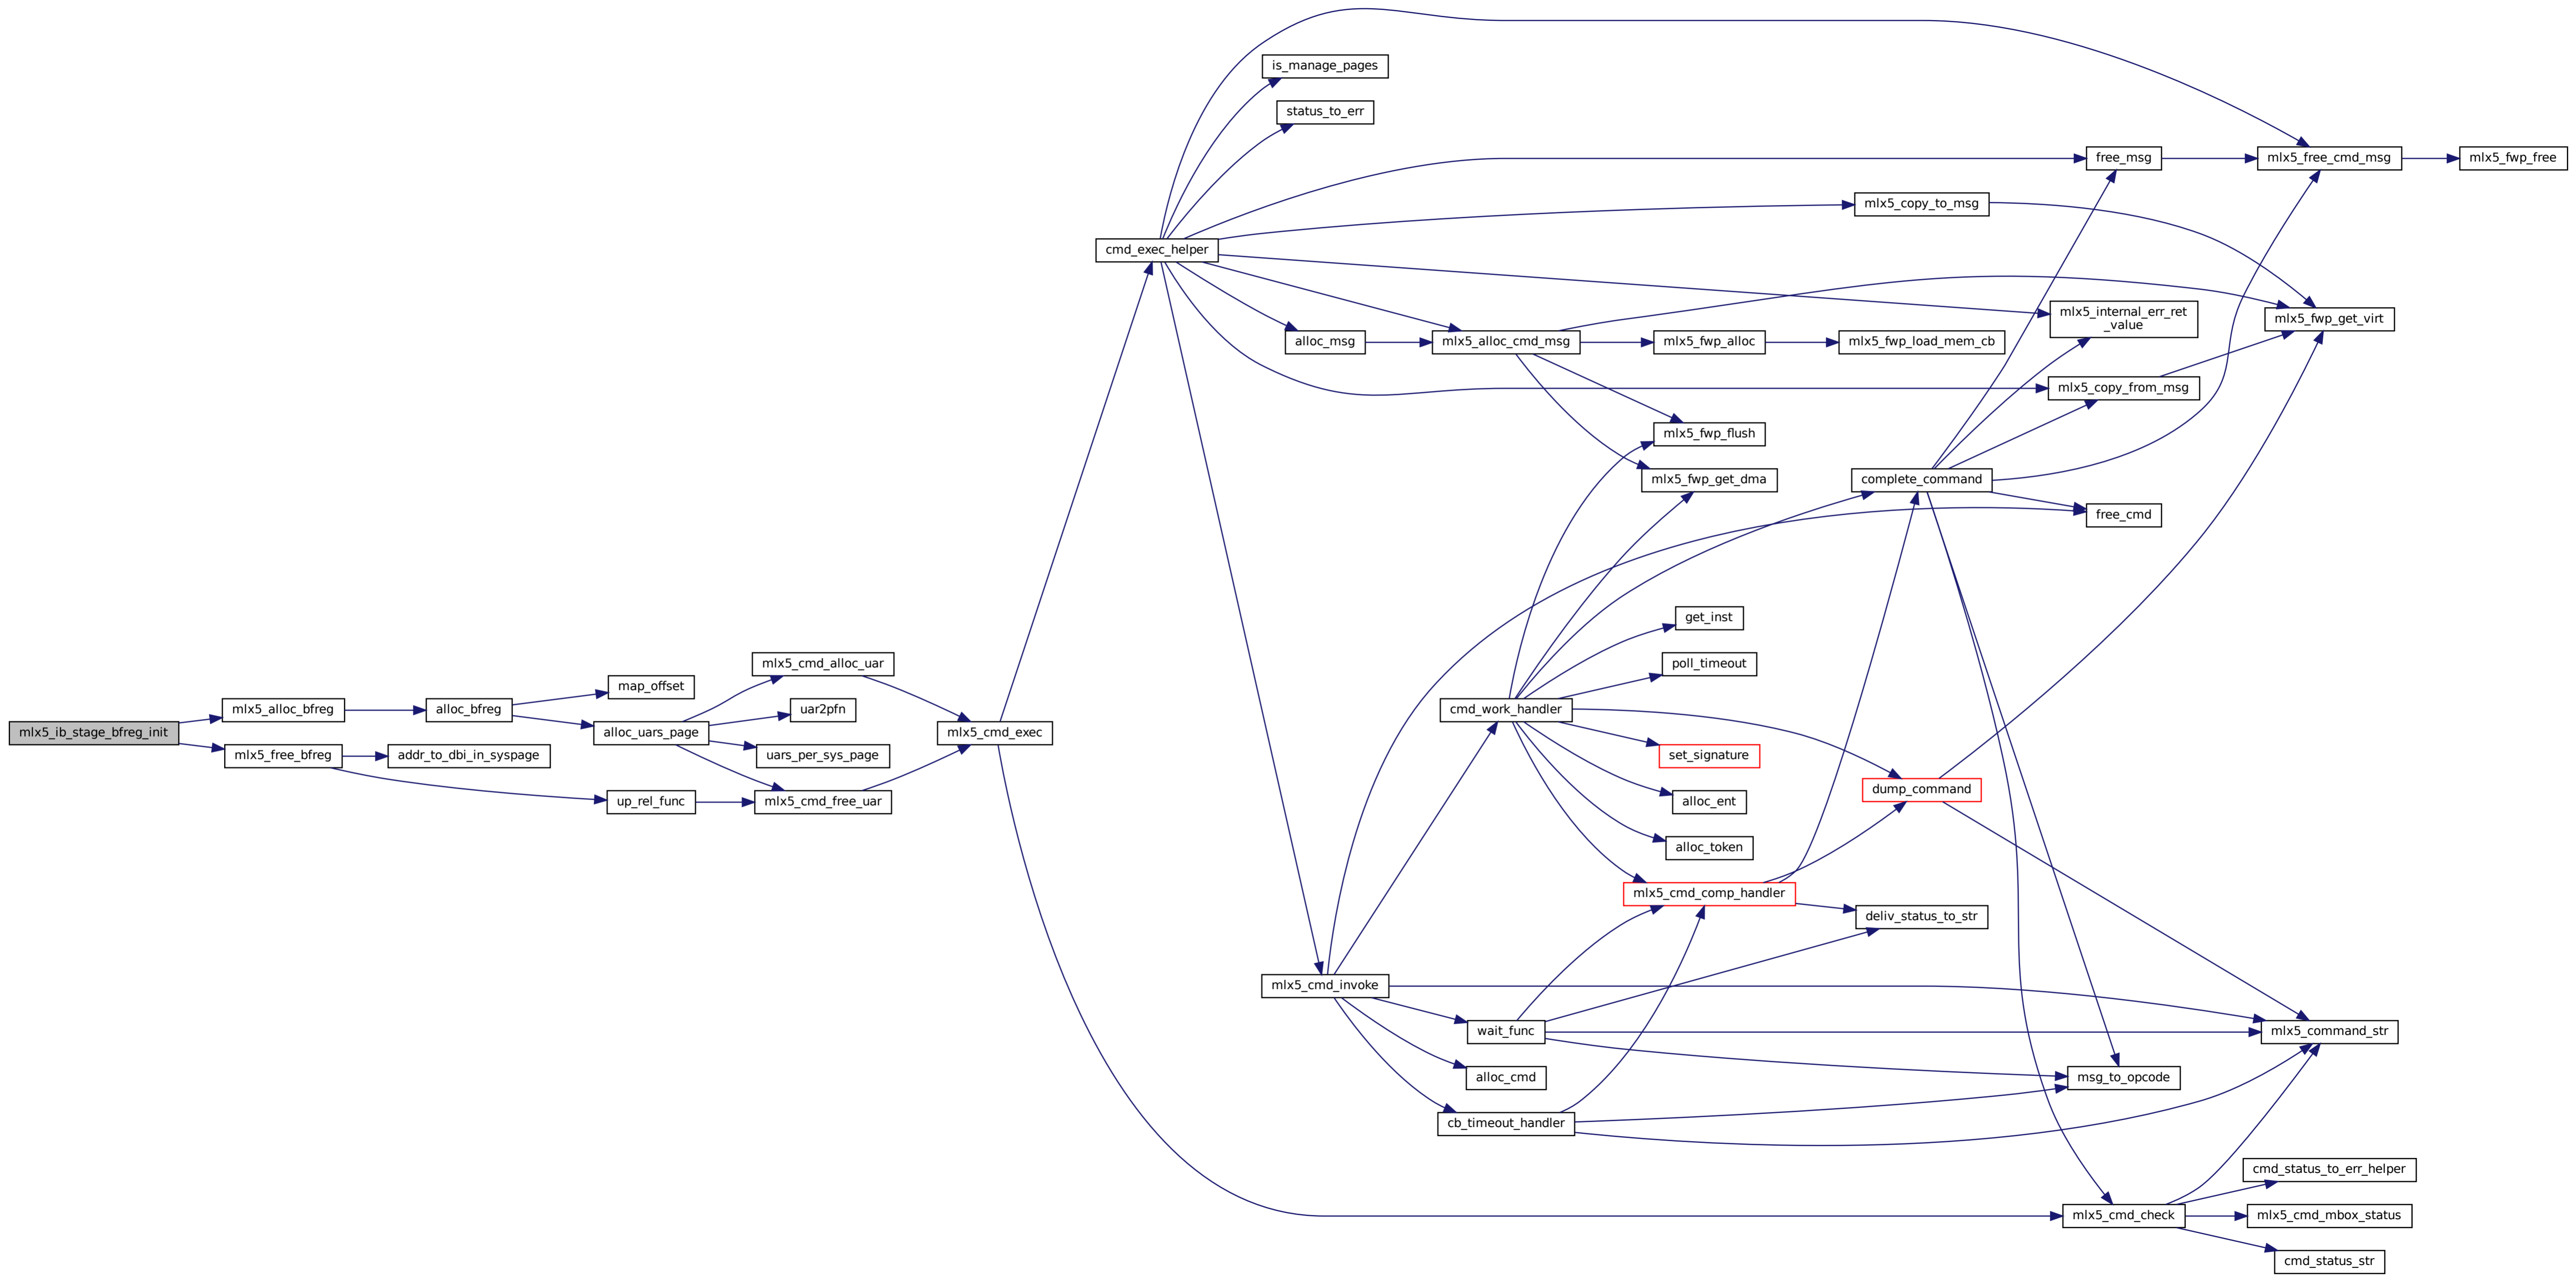 is_manage_pages
status_to_err
free_msg
mlx5_free_cmd_msg
mlx5_fwp_free
mlx5_copy_to_msg
cmd_exec_helper
mlx5_internal_err_ret
_value
mlx5_fwp_get_virt
alloc_msg
mlx5_alloc_cmd_msg
mlx5_fwp_alloc
mlx5_fwp_load_mem_cb
mlx5_copy_from_msg
mlx5_fwp_flush
mlx5_fwp_get_dma
complete_command
free_cmd
get_inst
poll_timeout
mlx5_cmd_alloc_uar
map_offset
mlx5_alloc_bfreg
alloc_bfreg
uar2pfn
cmd_work_handler
mlx5_ib_stage_bfreg_init
alloc_uars_page
mlx5_cmd_exec
mlx5_free_bfreg
addr_to_dbi_in_syspage
uars_per_sys_page
set_signature
dump_command
up_rel_func
mlx5_cmd_free_uar
alloc_ent
alloc_token
mlx5_cmd_comp_handler
deliv_status_to_str
mlx5_cmd_invoke
wait_func
mlx5_command_str
alloc_cmd
msg_to_opcode
cb_timeout_handler
cmd_status_to_err_helper
mlx5_cmd_check
mlx5_cmd_mbox_status
cmd_status_str